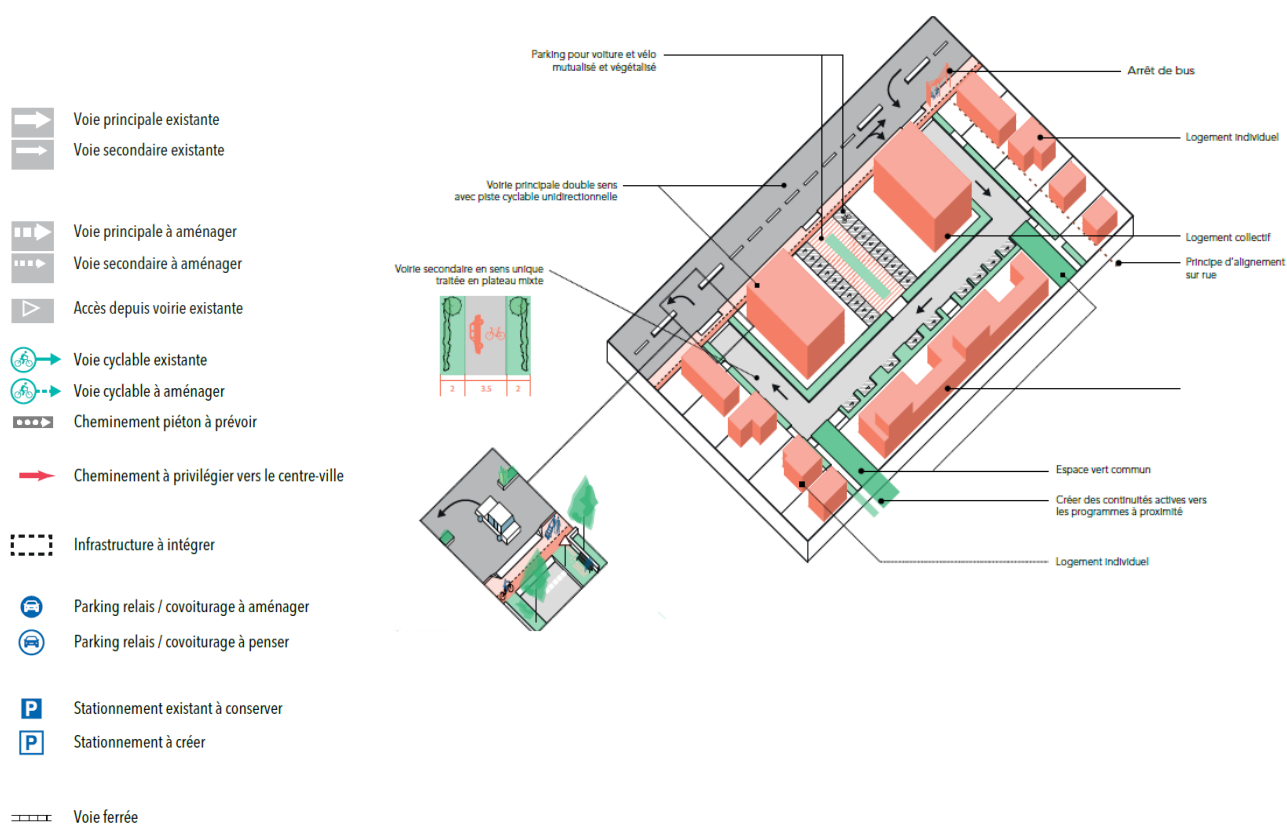 Voie principale existante
Voie secondaire existante
Voie principale à aménager
Voie secondaire à aménager
Accès depuis voirie existante
Voie cyclable existante
Voie cyclable à aménager
Cheminement piéton à prévoir
Cheminement à privilégier vers le centre-ville
Infrastructure à intégrer
Parking relais / covoiturage à aménager
Parking relais / covoiturage à penser
P
Stationnement existant à conserver
P
Stationnement à créer
Voie ferrée
Parking pour voiture et vélo
mutualisé et végétalisé
Voirie principale double sens
avec piste cyclable unidirectionnelle
Voirie secondaire en sens unique
traitée en plateau mixte
2
3.5
2
Arrêt de bus
Logement individuel
Logement collectif
Principe d'alignement
sur rue
Espace vert commun
Créer des continuités actives vers
les programmes à proximité
Logement individuel